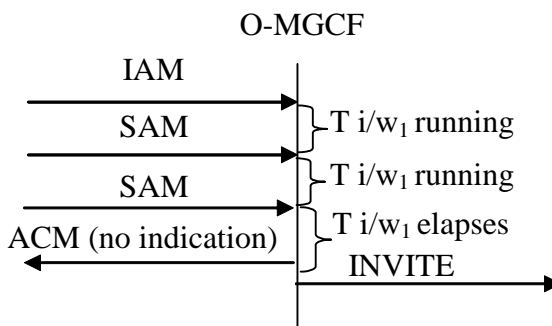 O-MGCF
IAM
T i/w₁ running
SAM
T i/w₁ running
SAM
T i/w₁ elapses
ACM (no indication)
INVITE